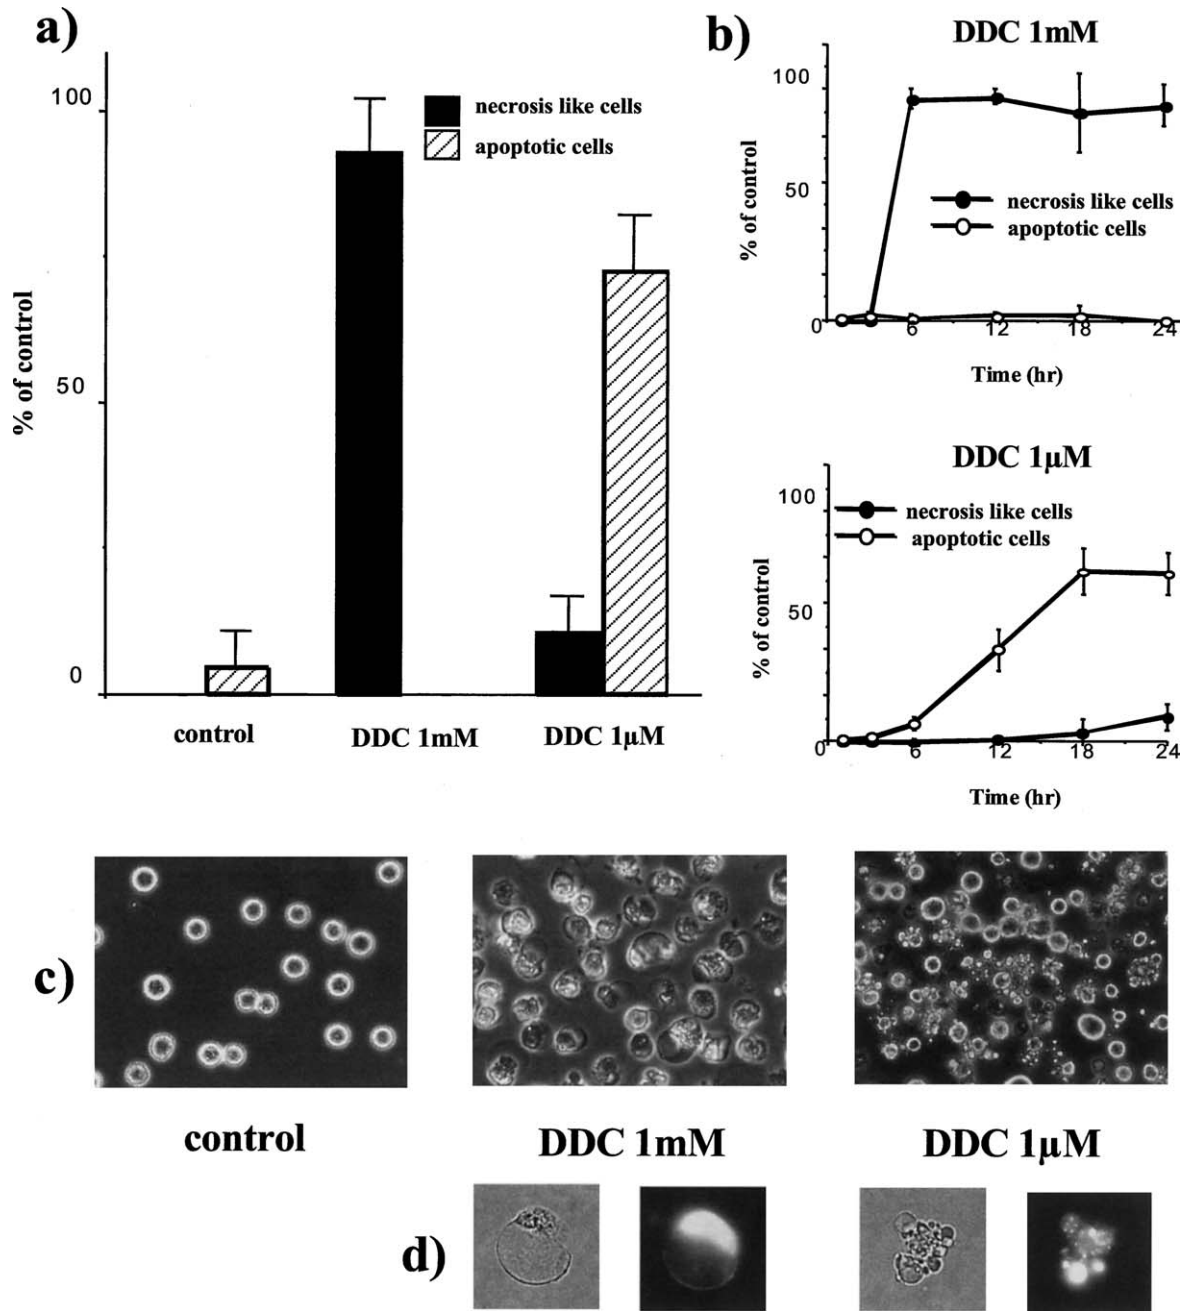 a)
% of control
100
50
0
necrosis like cells
apoptotic cells
control
DDC 1mM
DDC 1µM
b)
DDC 1mM
% of control
100
50
0
necrosis like cells
apoptotic cells
6
12
18
24
Time (hr)
DDC 1µM
% of control
100
50
0
necrosis like cells
apoptotic cells
6
12
18
24
Time (hr)
c)
control
DDC 1mM
DDC 1µM
d)